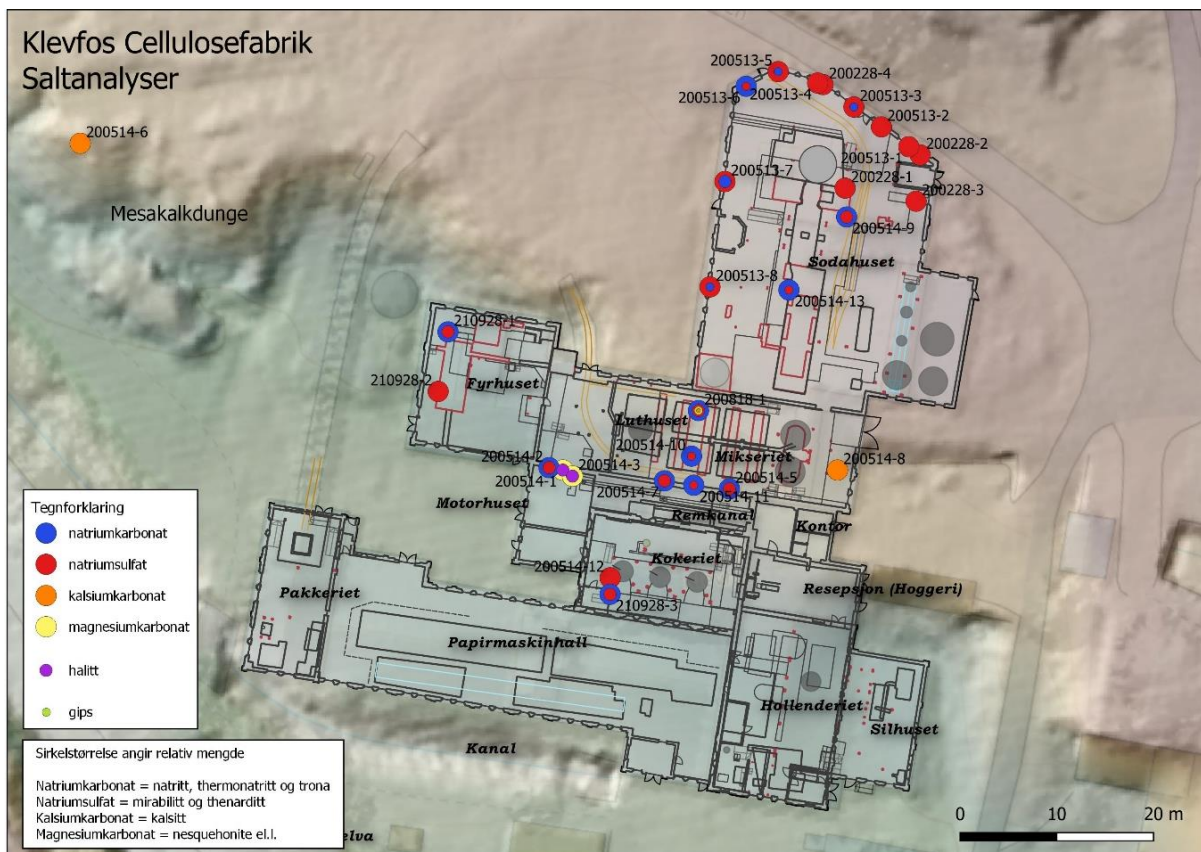 Klevfos Cellulosefabrik
Saltanalyser
200514-6
Mesakalkdunge
200513-5
200228-4
200513-6
200513-4
200513-3
200513-2
200228-2
200513-1
200228-1
200513-7
200228-3
200514-9
Sodahuset
200513-8
200514-13
210928-1
210928-2
Fyrhuset
200818-1
Luthuset
200514-10
Mikseriet
200514-2
200514-3
200514-1
200514-5
200514-8
200514-7
200514-11
Motorhuset
Remkanal
Kontor
Kokeriet
200514-12
210928-3
Resepsjon (Hoggeri)
Pakkeriet
Papirmaskinhall
Hollenderiet
Silhuset
Kanal
Tegnforklaring
natriumkarbonat
natriumsulfat
kalsiumkarbonat
magnesiumkarbonat
halitt
gips
Sirkelstørrelse angir relativ mengde
Natriumkarbonat = natritt, thermonatritt og trona
Natriumsulfat = mirabilitt og thenarditt
Kalsiumkarbonat = kalsitt
Magnesiumkarbonat = nesquehonite el.l.
elva
0 10 20 m